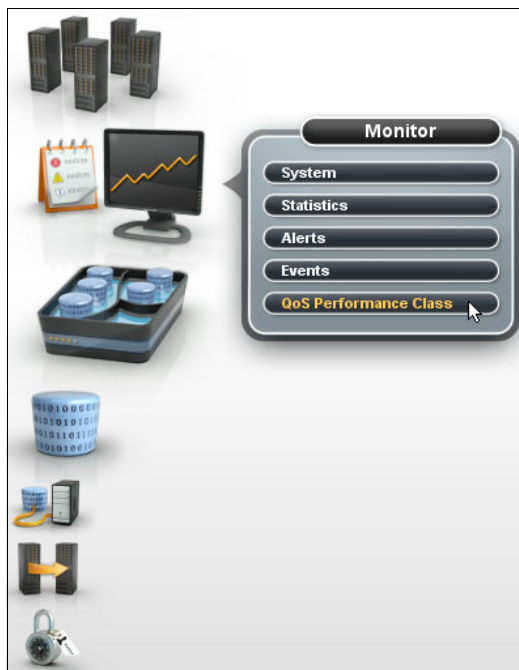 Monitor
System
Statistics
Alerts
Events
QoS Performance Class